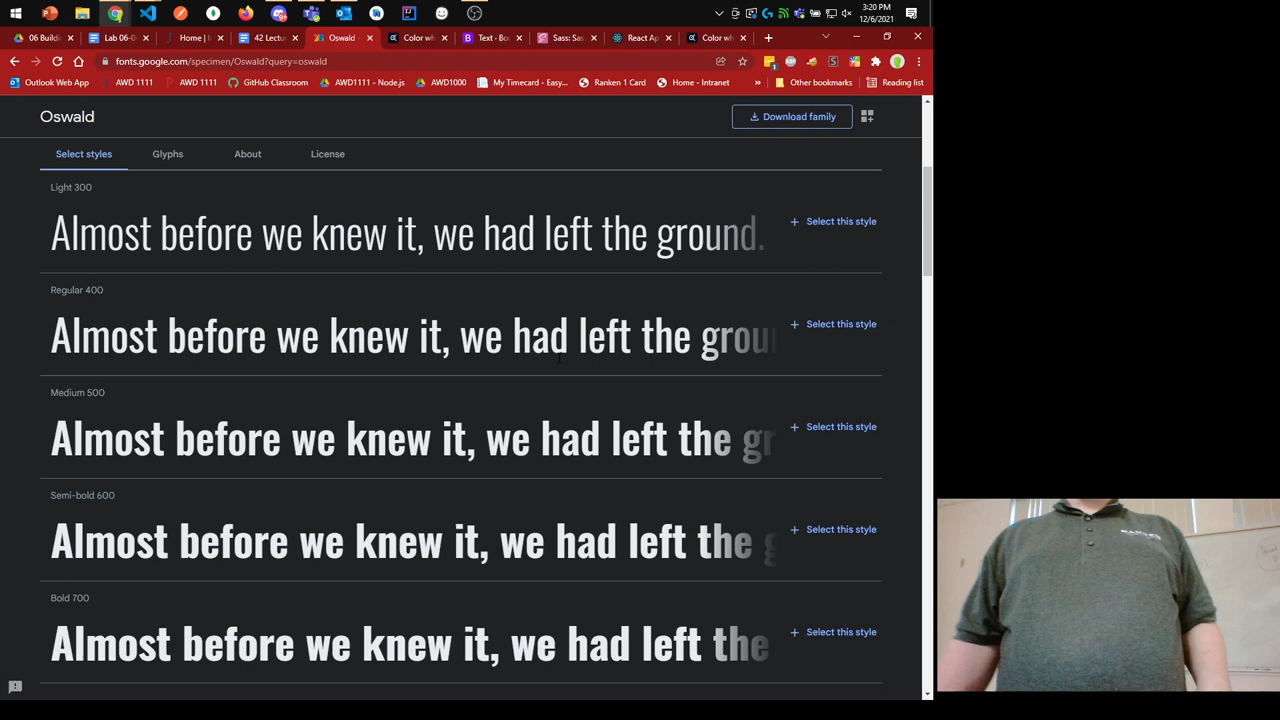 3:20 PM
12/6/2021
06 Buildin
Lab 06-0
Home | b
42 Lectur
Oswald
Color wh
Text · Boo
Sass: Sas
React Ap
Color wh
fonts.google.com/specimen/Oswald?query=oswald
Outlook Web App
AWD 1111
AWD 1111
GitHub Classroom
AWD1111 - Node.js
AWD1000
My Timecard - Easy...
Ranken 1 Card
Home - Intranet
Other bookmarks
Reading list
Oswald
Download family
Select styles
Glyphs
About
License
Light 300
Almost before we knew it, we had left the ground.
Select this style
Regular 400
Almost before we knew it, we had left the groun
Select this style
Medium 500
Almost before we knew it, we had left the gr
Select this style
Semi-bold 600
Almost before we knew it, we had left the g
Select this style
Bold 700
Almost before we knew it, we had left the
Select this style